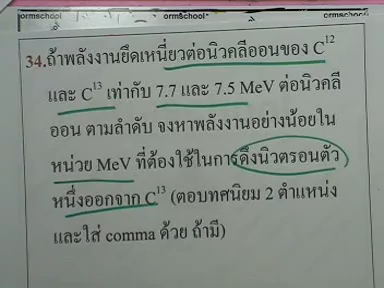 ormschool
ormschool
crmschool
34.ถ้าพลังงานยึดเหนี่ยวต่อนิวคลีออนของ C¹²
และ C¹³ เท่ากับ 7.7 และ 7.5 MeV ต่อนิวคลี
ออน ตามลำดับ จงหาพลังงานอย่างน้อยใน
หน่วย MeV ที่ต้องใช้ในการดึงนิวตรอนตัว
หนึ่งออกจาก C¹³ (ตอบทศนิยม 2 ตำแหน่ง
และใส่ comma ด้วย ถ้ามี)